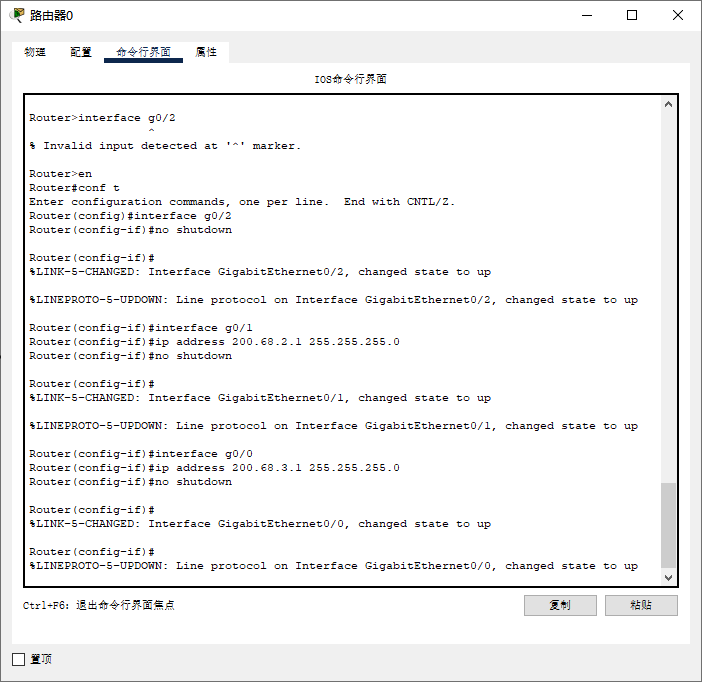 路由器0
物理 配置 命令行界面 属性
IOS命令行界面
Router>interface g0/2
^
% Invalid input detected at '^' marker.
Router>en
Router#conf t
Enter configuration commands, one per line.  End with CNTL/Z.
Router(config)#interface g0/2
Router(config-if)#no shutdown
Router(config-if)#
%LINK-5-CHANGED: Interface GigabitEthernet0/2, changed state to up
%LINEPROTO-5-UPDOWN: Line protocol on Interface GigabitEthernet0/2, changed state to up
Router(config-if)#interface g0/1
Router(config-if)#ip address 200.68.2.1 255.255.255.0
Router(config-if)#no shutdown
Router(config-if)#
%LINK-5-CHANGED: Interface GigabitEthernet0/1, changed state to up
%LINEPROTO-5-UPDOWN: Line protocol on Interface GigabitEthernet0/1, changed state to up
Router(config-if)#interface g0/0
Router(config-if)#ip address 200.68.3.1 255.255.255.0
Router(config-if)#no shutdown
Router(config-if)#
%LINK-5-CHANGED: Interface GigabitEthernet0/0, changed state to up
Router(config-if)#
%LINEPROTO-5-UPDOWN: Line protocol on Interface GigabitEthernet0/0, changed state to up
Ctrl+F6: 退出命令行界面焦点 复制 粘贴
置顶